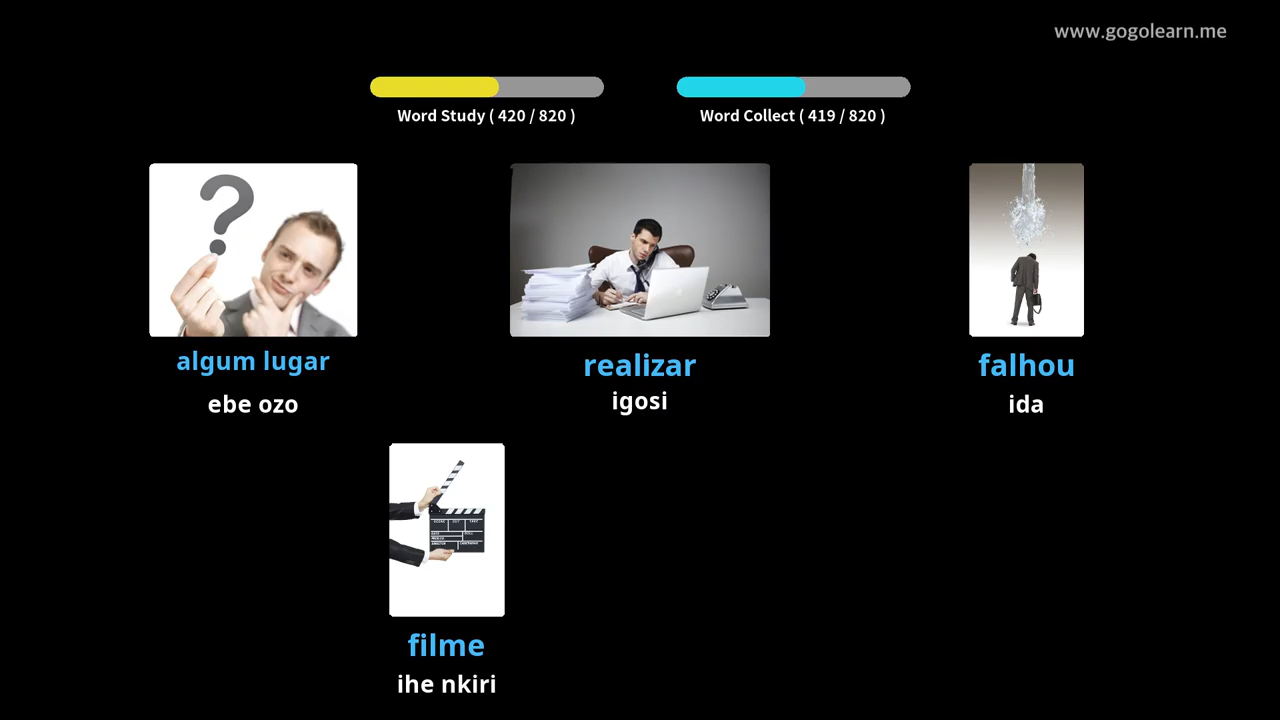 www.gogolearn.me
Word Study ( 420 / 820 )
Word Collect ( 419 / 820 )
algum lugar
ebe ozo
realizar
igosi
falhou
ida
filme
ihe nkiri